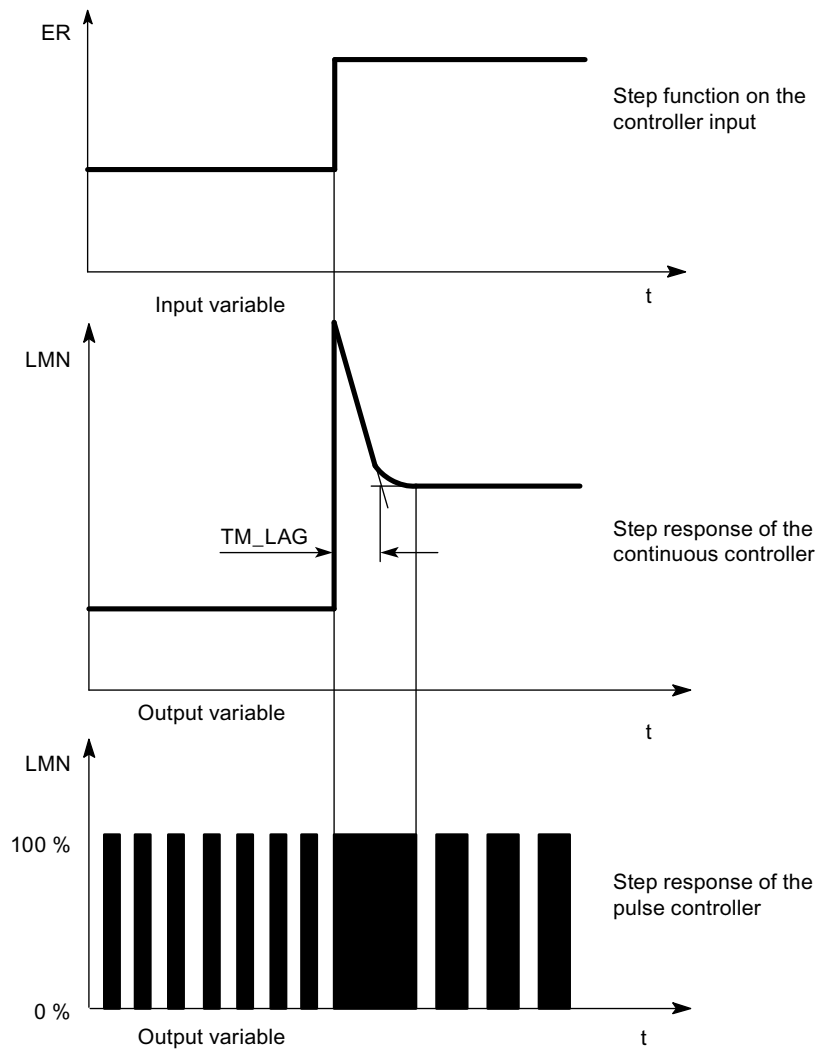 ER
Step function on the
controller input
Input variable
t
LMN
TM_LAG
Step response of the
continuous controller
Output variable
t
LMN
100 %
Step response of the
pulse controller
0 %
Output variable
t